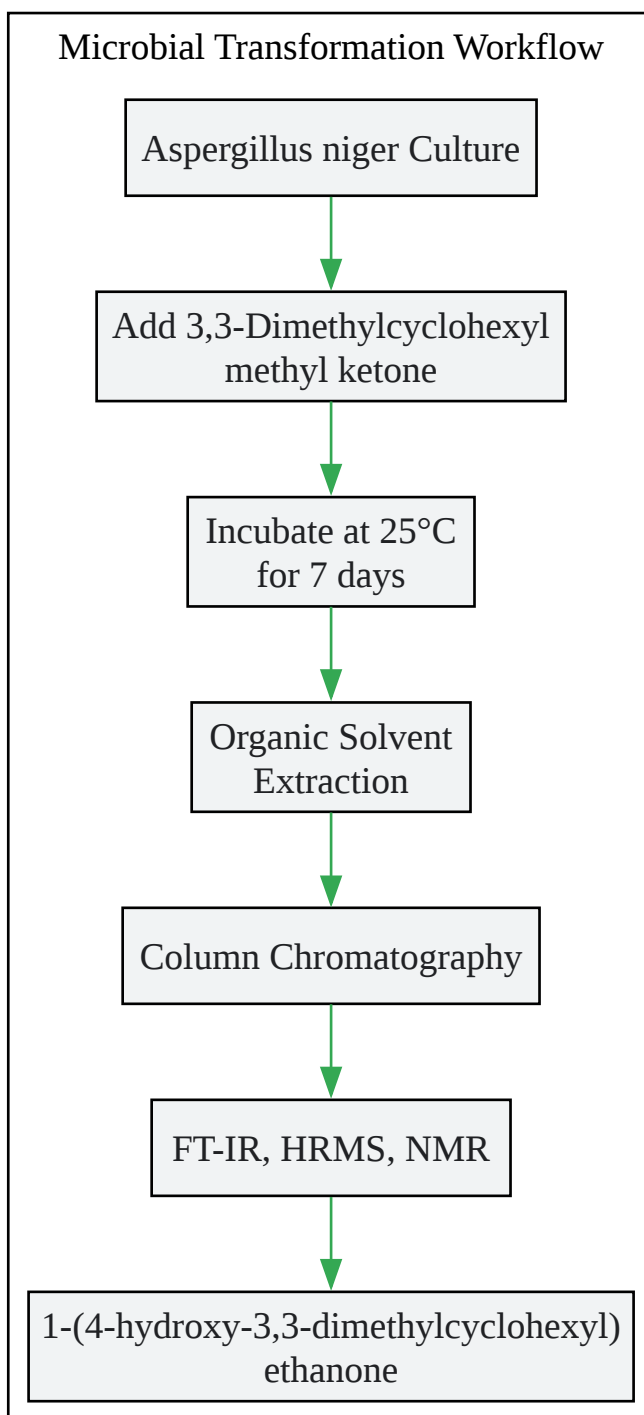 Microbial Transformation Workflow
Aspergillus niger Culture
Add 3,3-Dimethylcyclohexyl
methyl ketone
Incubate at 25°C
for 7 days
Organic Solvent
Extraction
Column Chromatography
FT-IR, HRMS, NMR
1-(4-hydroxy-3,3-dimethylcyclohexyl)
ethanone